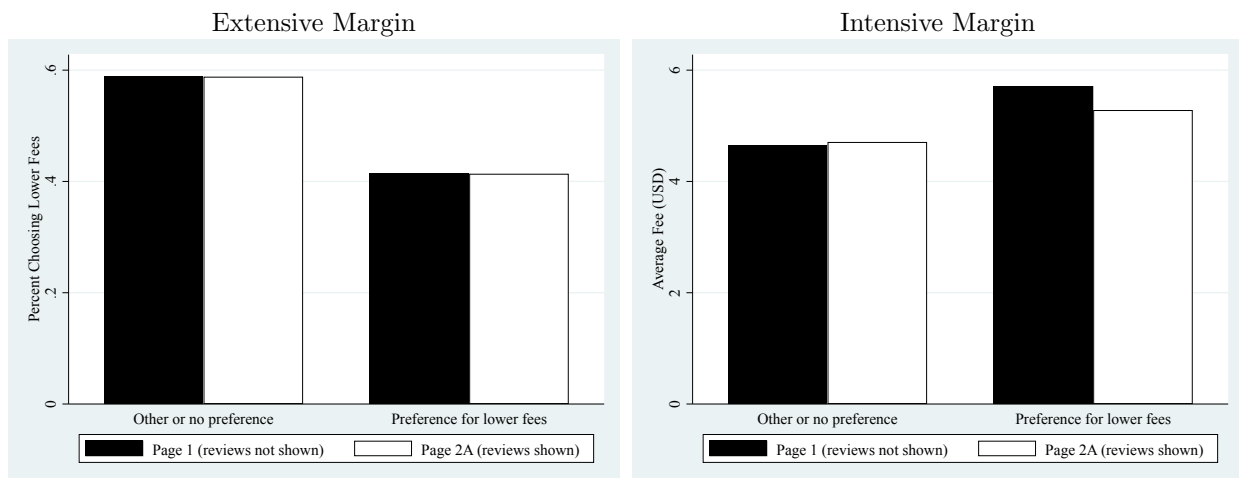 Extensive Margin
Percent Choosing Lower Fees
.6
.4
.2
0
Other or no preference
Preference for lower fees
Page 1 (reviews not shown)
Page 2A (reviews shown)
Intensive Margin
Average Fee (USD)
6
4
2
0
Other or no preference
Preference for lower fees
Page 1 (reviews not shown)
Page 2A (reviews shown)